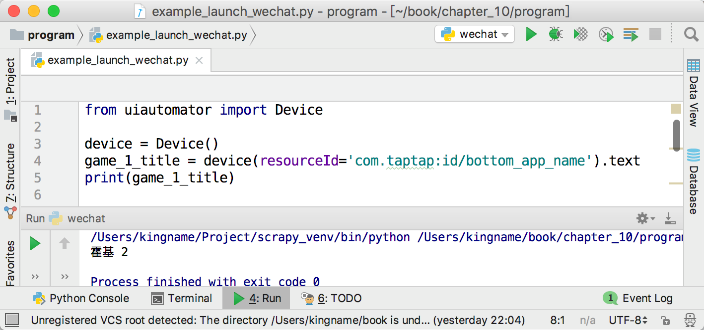 example_launch_wechat.py - program - [~/book/chapter_10/program]
program
example_launch_wechat.py
wechat
example_launch_wechat.py
1: Project
1 from uiautomator import Device
2
3 device = Device()
4 game_1_title = device(resourceId='com.taptap:id/bottom_app_name').text
5 print(game_1_title)
6
Data View
Z: Structure
Database
Run wechat
/Users/kingname/Project/scrapy_venv/bin/python /Users/kingname/book/chapter_10/progra
霍基 2
Process finished with exit code 0
Favorites
>> >>
Python Console Terminal 4: Run 6: TODO 1 Event Log
Unregistered VCS root detected: The directory /Users/kingname/book is und... (yesterday 22:04) 8:1 n/a UTF-8